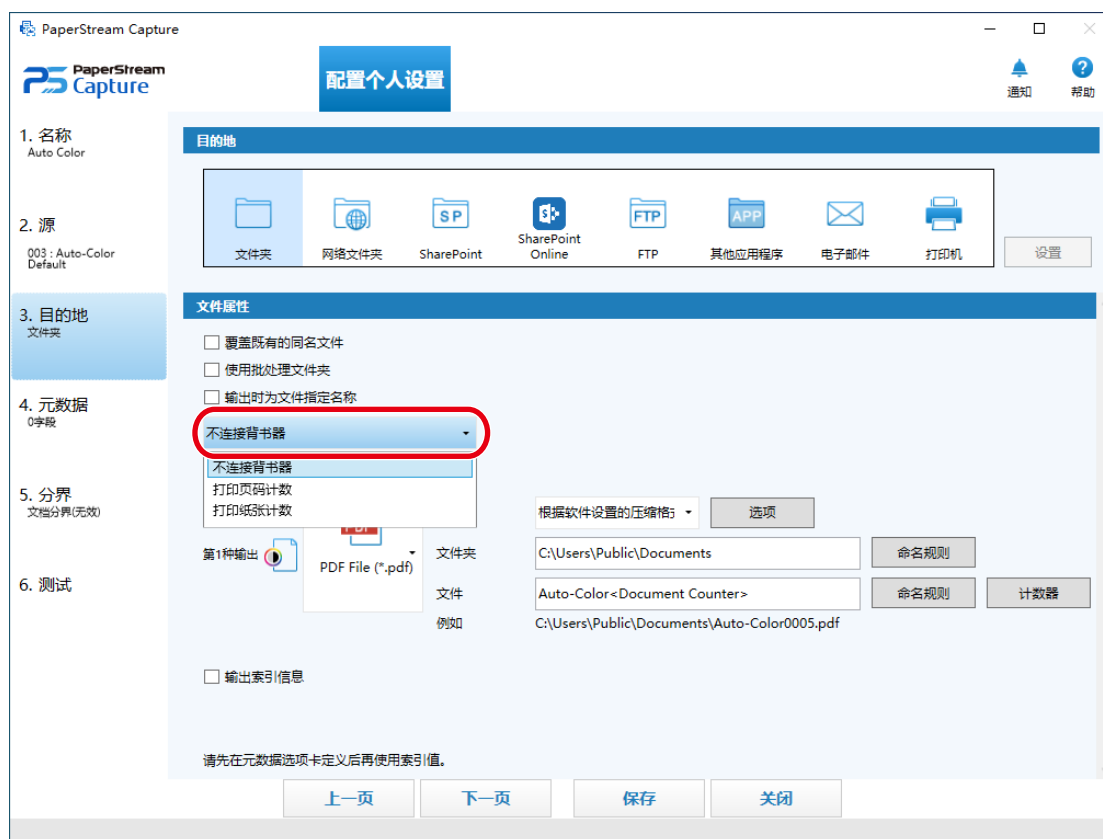 PaperStream Capture
PaperStream
Capture
配置个人设置
通知
帮助
1. 名称
Auto Color
2. 源
003 : Auto-Color
Default
3. 目的地
文件夹
4. 元数据
0字段
5. 分界
文档分界(无效)
6. 测试
目的地
文件夹
网络文件夹
SP
SharePoint
S
SharePoint
Online
FTP
FTP
APP
其他应用程序
电子邮件
打印机
设置
文件属性
覆盖既有的同名文件
使用批处理文件夹
输出时为文件指定名称
不连接背书器
不连接背书器
打印页码计数
打印纸张计数
根据软件设置的压缩格式
选项
第1种输出
PDF
PDF File (*.pdf)
文件夹
C:\Users\Public\Documents
命名规则
文件
Auto-Color<Document Counter>
命名规则
计数器
例如
C:\Users\Public\Documents\Auto-Color0005.pdf
输出索引信息
请先在元数据选项卡定义后再使用索引值。
上一页
下一页
保存
关闭